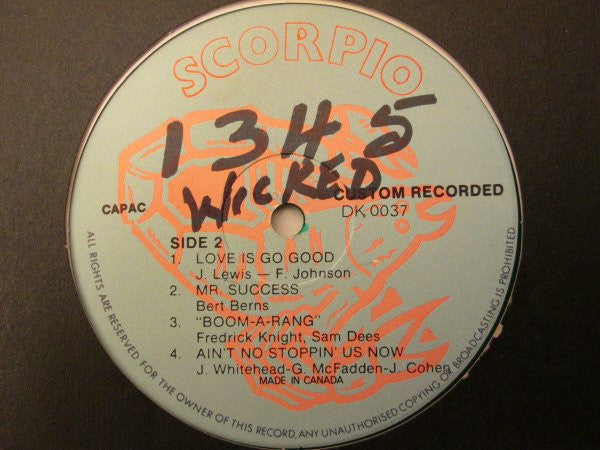 SCORPIO
1345
WICKED
CUSTOM RECORDED
CAPAC
DK 0037
SIDE 2
1. LOVE IS GO GOOD
J. Lewis — F. Johnson
2. MR. SUCCESS
Bert Berns
3. "BOOM-A-RANG"
Fredrick Knight, Sam Dees
4. AIN'T NO STOPPIN' US NOW
J. Whitehead-G. McFadden-J. Cohen
MADE IN CANADA
ALL RIGHTS ARE RESERVED FOR THE OWNER OF THIS RECORD, ANY UNAUTHORISED COPYING OR BROADCASTING IS PROHIBITED